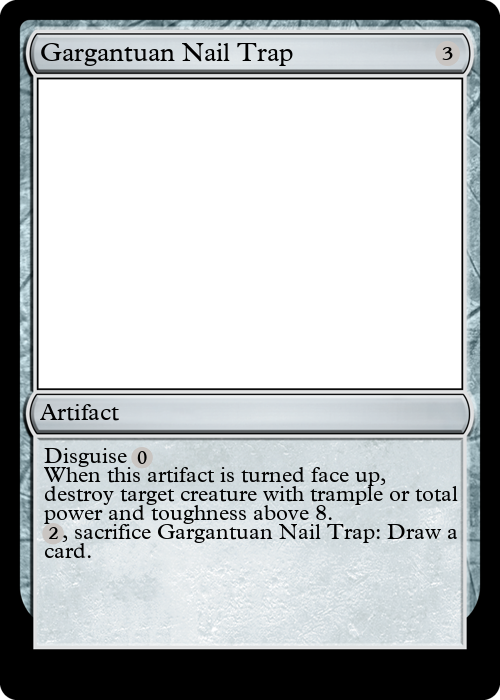 Gargantuan Nail Trap 3
Artifact
Disguise 0
When this artifact is turned face up,
destroy target creature with trample or total
power and toughness above 8.
2, sacrifice Gargantuan Nail Trap: Draw a
card.